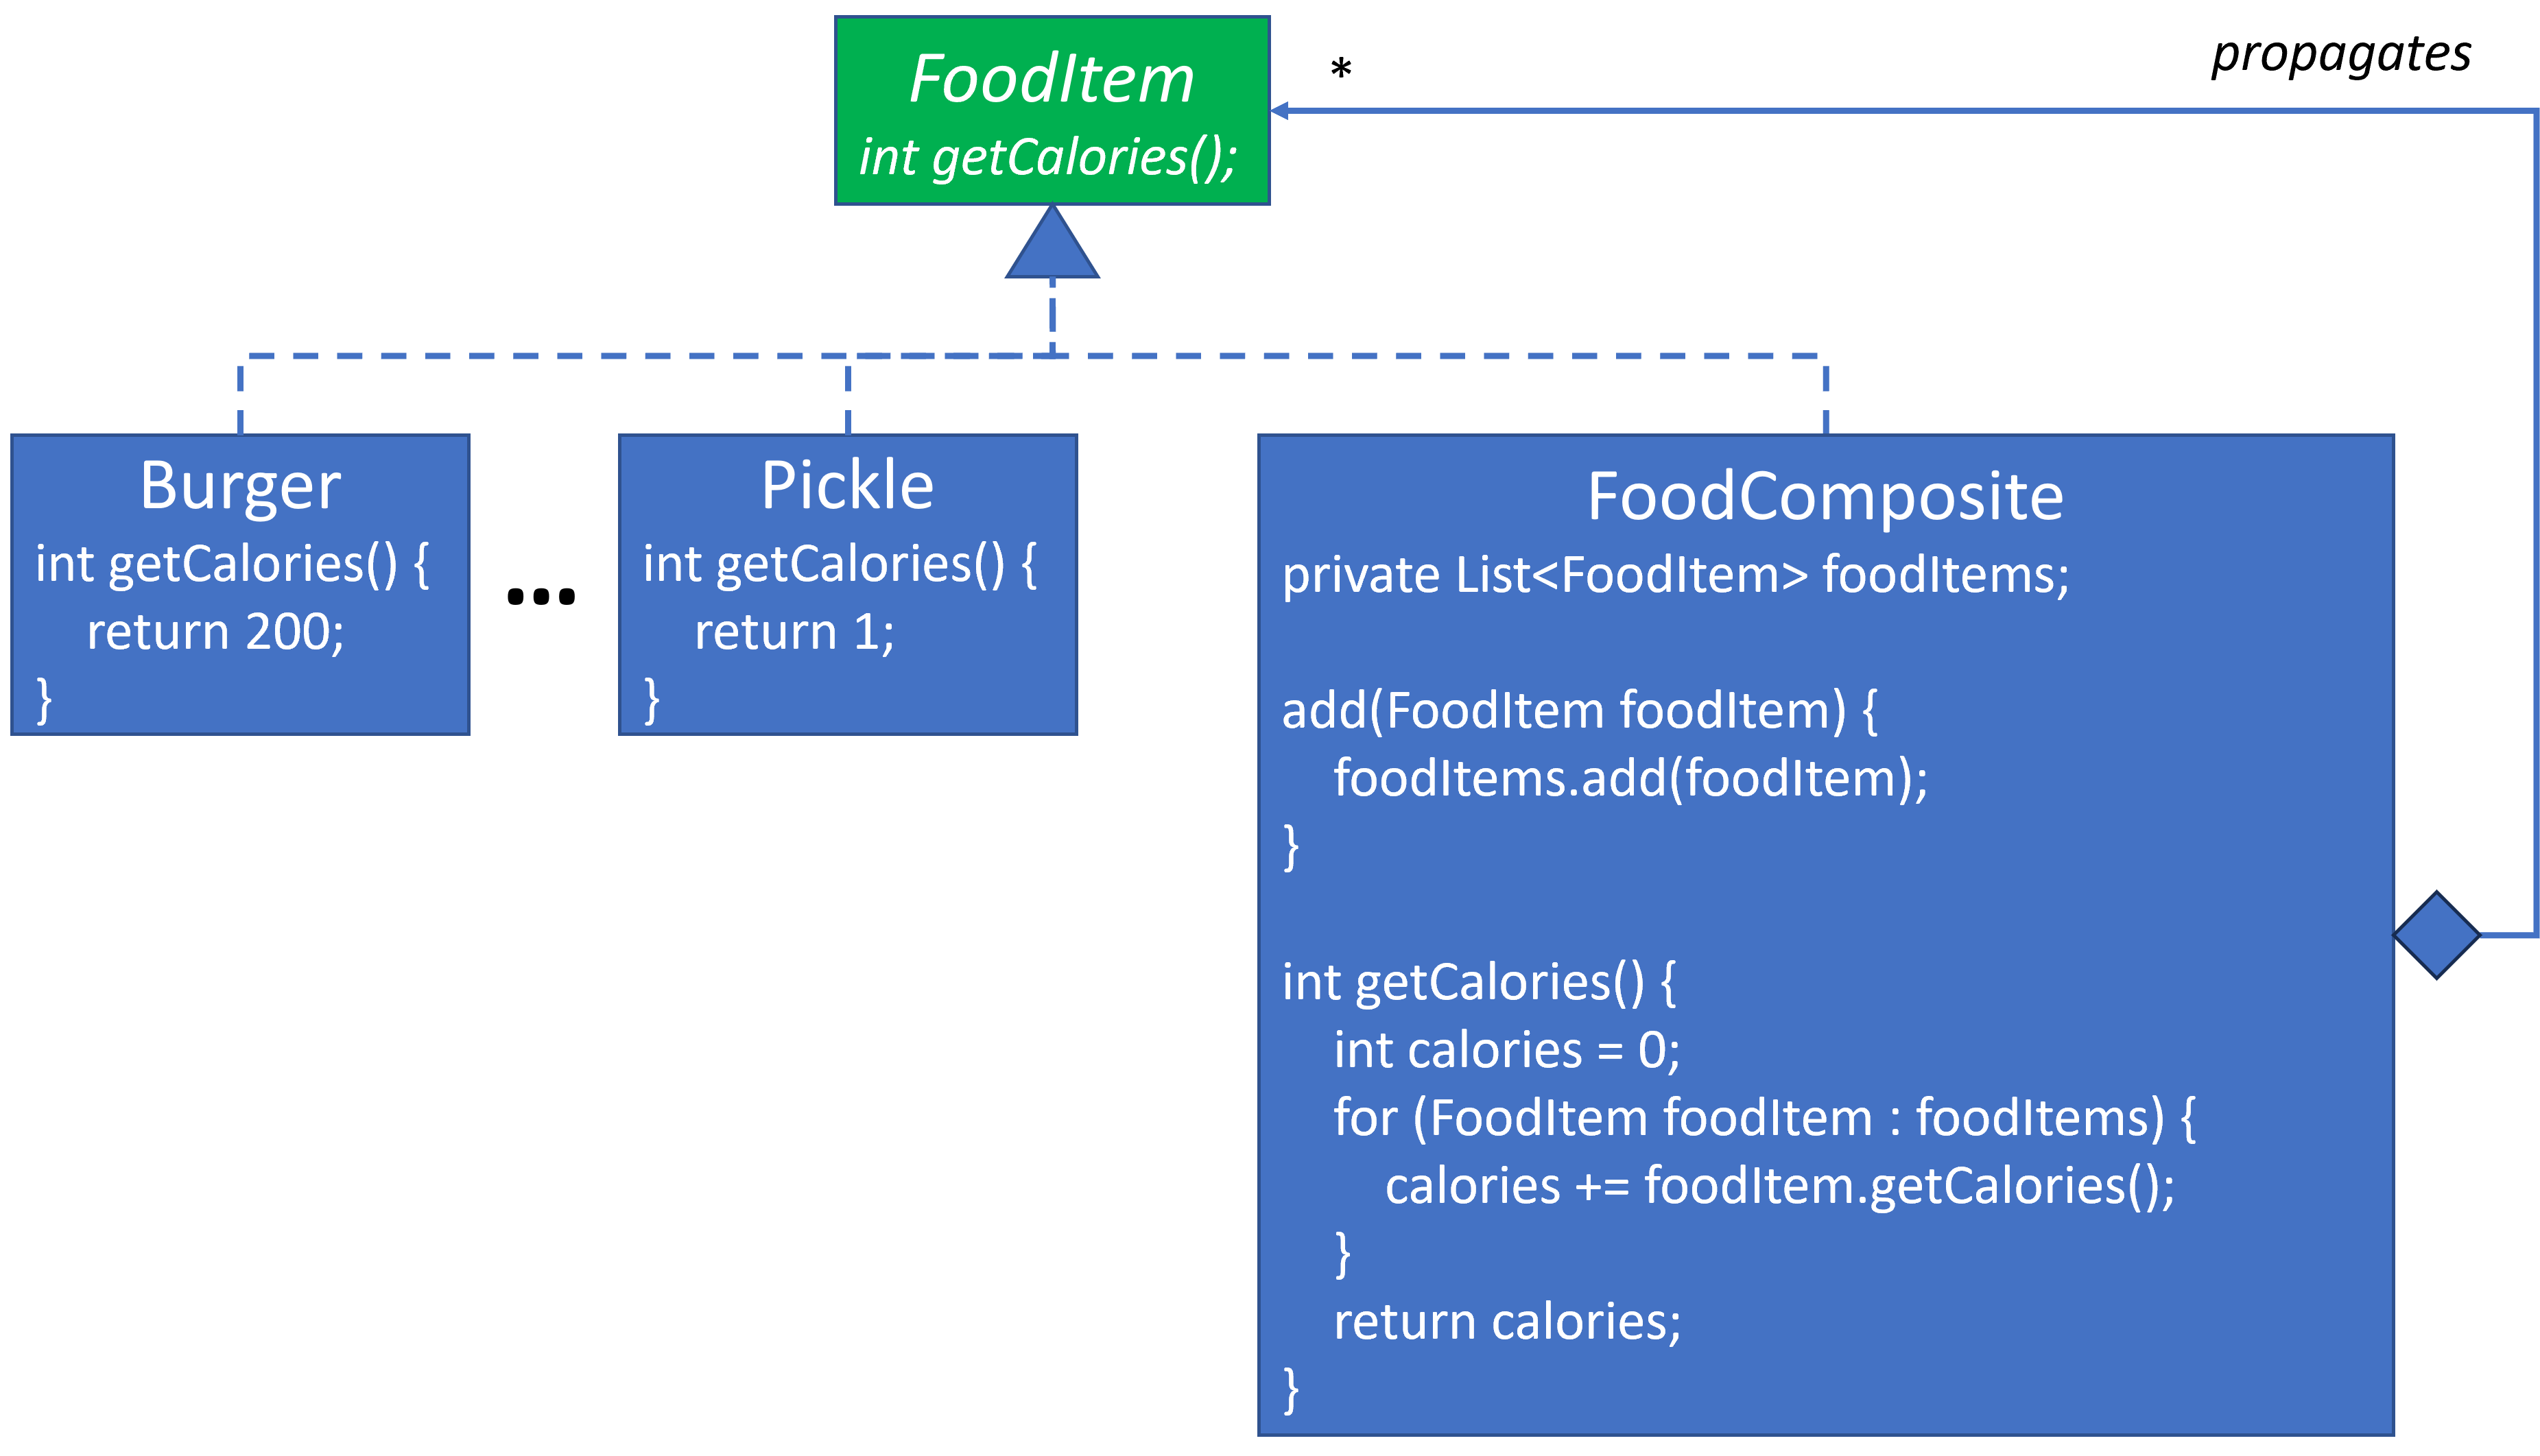 FoodItem
int getCalories();
*
propagates
Burger
int getCalories() {
return 200;
}
...
Pickle
int getCalories() {
return 1;
}
FoodComposite
private List<FoodItem> foodItems;
add(FoodItem foodItem) {
foodItems.add(foodItem);
}
int getCalories() {
int calories = 0;
for (FoodItem foodItem : foodItems) {
calories += foodItem.getCalories();
}
return calories;
}